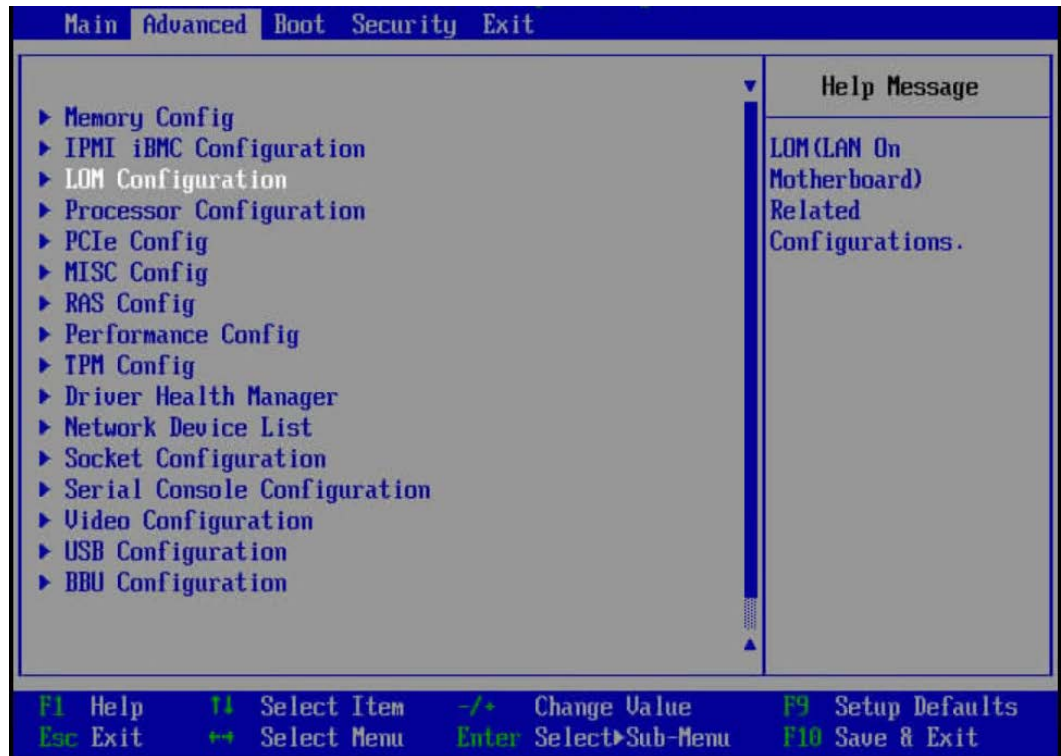 Main Advanced Boot Security Exit
Help Message
▶ Memory Config
▶ IPMI iBMC Configuration
▶ LOM Configuration
▶ Processor Configuration
▶ PCIe Config
▶ MISC Config
▶ RAS Config
▶ Performance Config
▶ TPM Config
▶ Driver Health Manager
▶ Network Device List
▶ Socket Configuration
▶ Serial Console Configuration
▶ Video Configuration
▶ USB Configuration
▶ BBU Configuration
LOM(LAN On
Motherboard)
Related
Configurations.
F1 Help ↑↓ Select Item -/+ Change Value F9 Setup Defaults
Esc Exit ←→ Select Menu Enter Select▶Sub-Menu F10 Save & Exit